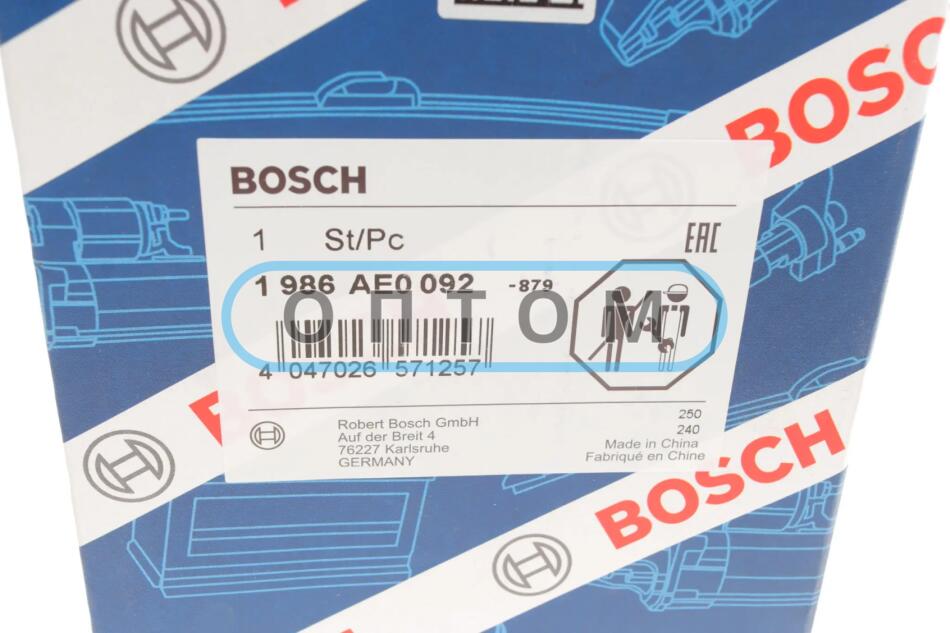 BOSCH
BOSCH
1 St/Pc
EAC
1 986 AE0 092 -879
ОПТОМ
4 047026 571257
Robert Bosch GmbH
Auf der Breit 4
76227 Karlsruhe
GERMANY
250
240
Made in China
Fabriqué en Chine
BOSCH